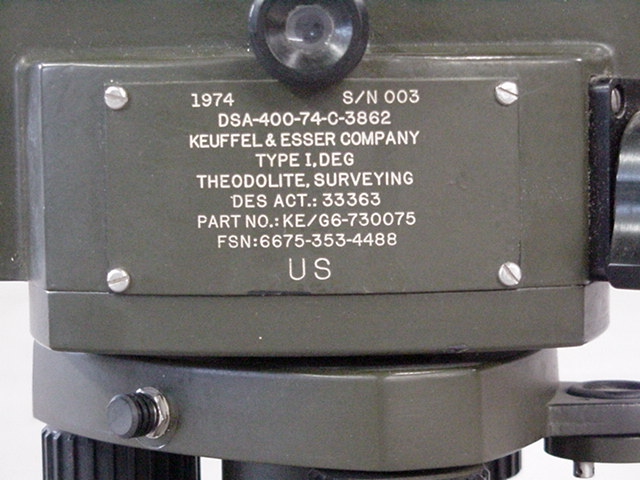 1974 S/N 003
DSA-400-74-C-3862
KEUFFEL & ESSER COMPANY
TYPE I, DEG
THEODOLITE, SURVEYING
DES ACT.: 33363
PART NO.: KE/G6-730075
FSN: 6675-353-4488
US